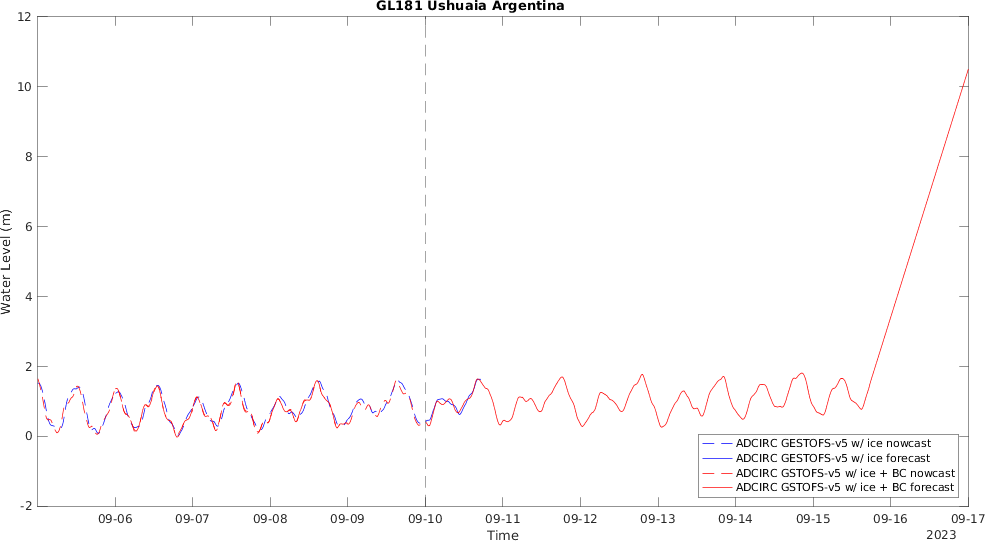 GL181 Ushuaia Argentina
12
10
8
6
4
2
0
-2
Water Level (m)
ADCIRC GESTOFS-v5 w/ ice nowcast
ADCIRC GESTOFS-v5 w/ ice forecast
ADCIRC GSTOFS-v5 w/ ice + BC nowcast
ADCIRC GSTOFS-v5 w/ ice + BC forecast
09-06 09-07 09-08 09-09 09-10 09-11 09-12 09-13 09-14 09-15 09-16 09-17
Time
2023